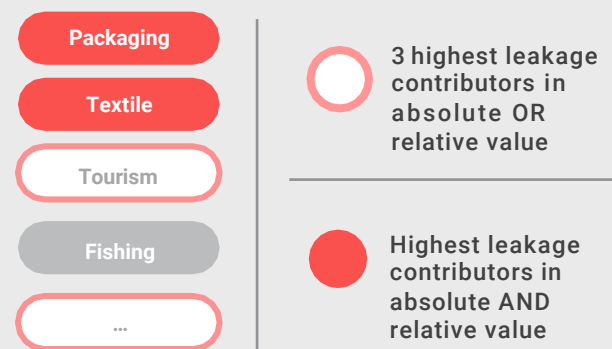 Packaging
Textile
Tourism
Fishing
...
3 highest leakage
contributors in
absolute OR
relative value
Highest leakage
contributors in
absolute AND
relative value